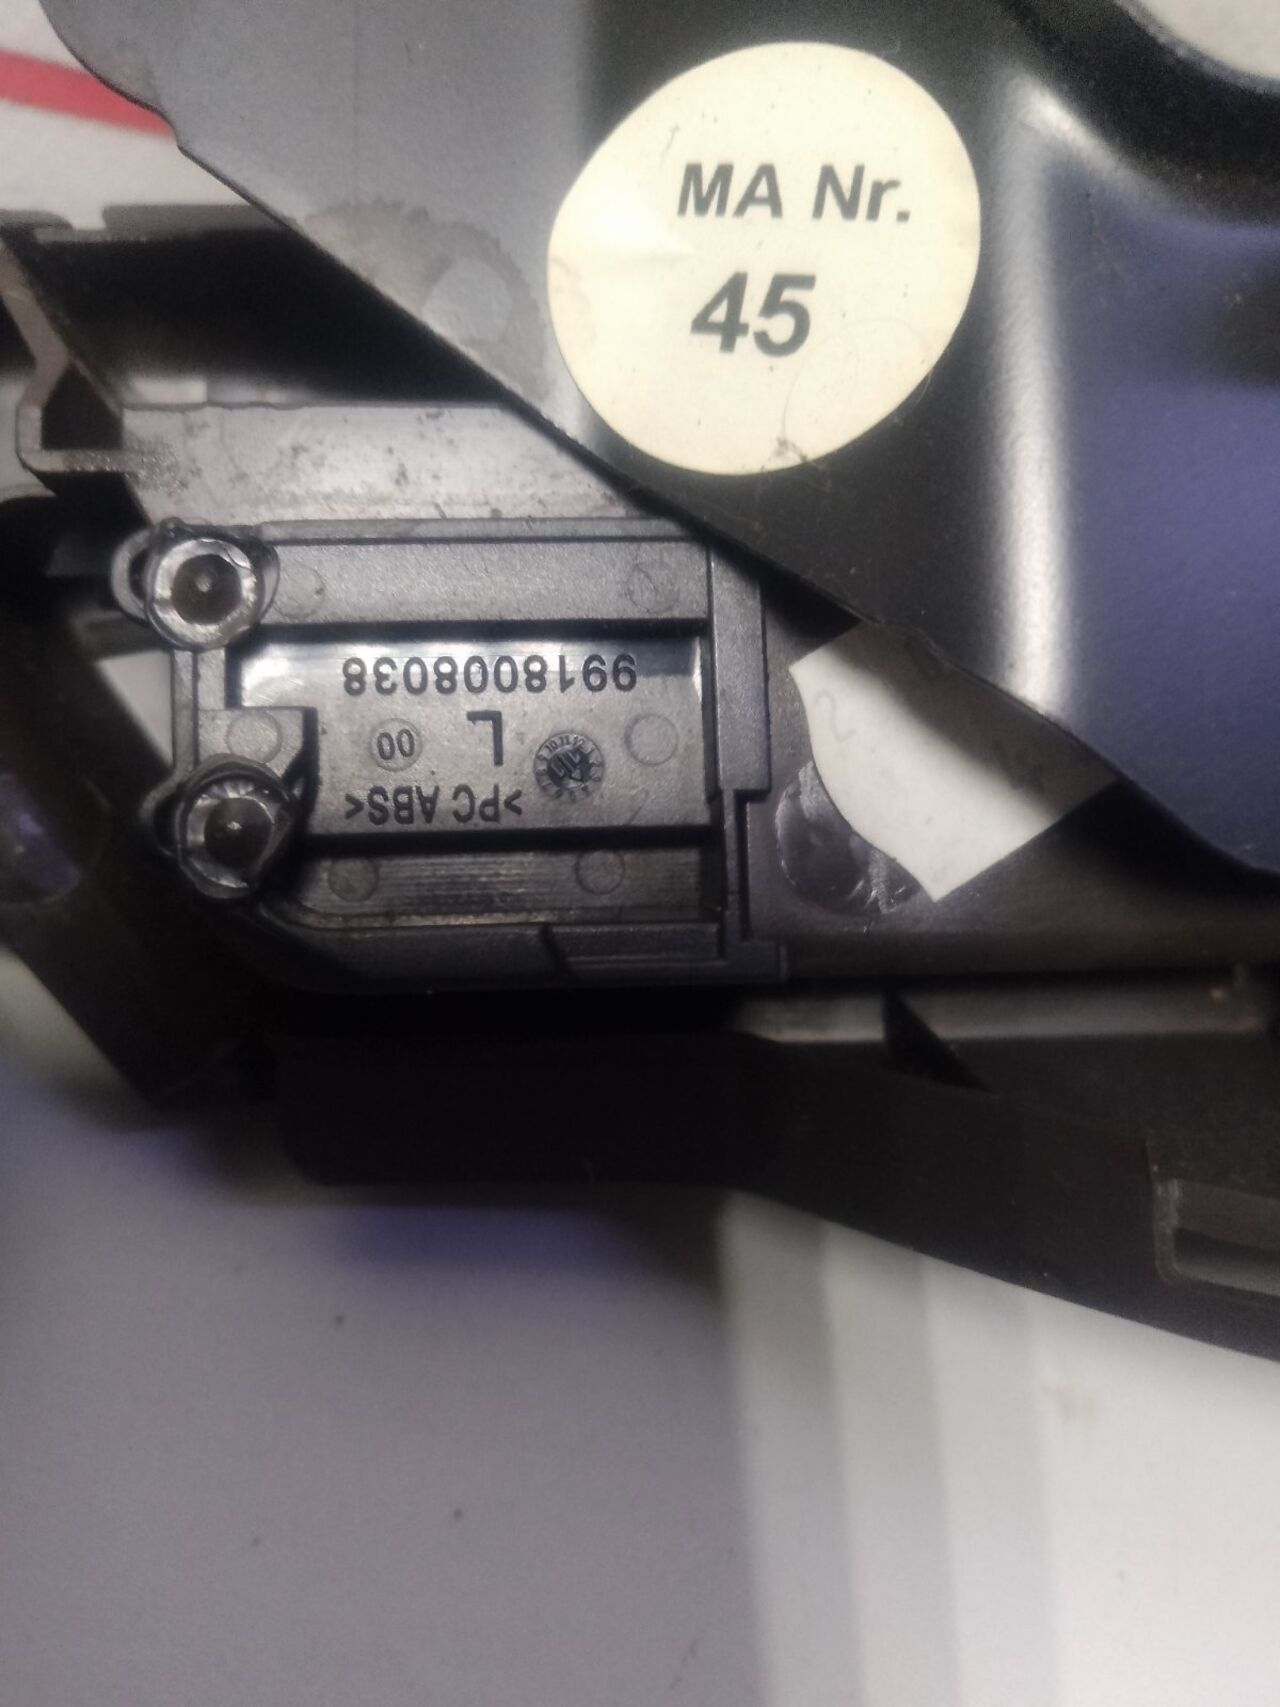 MA Nr.
45
9918008038
L
00
>PC ABS<